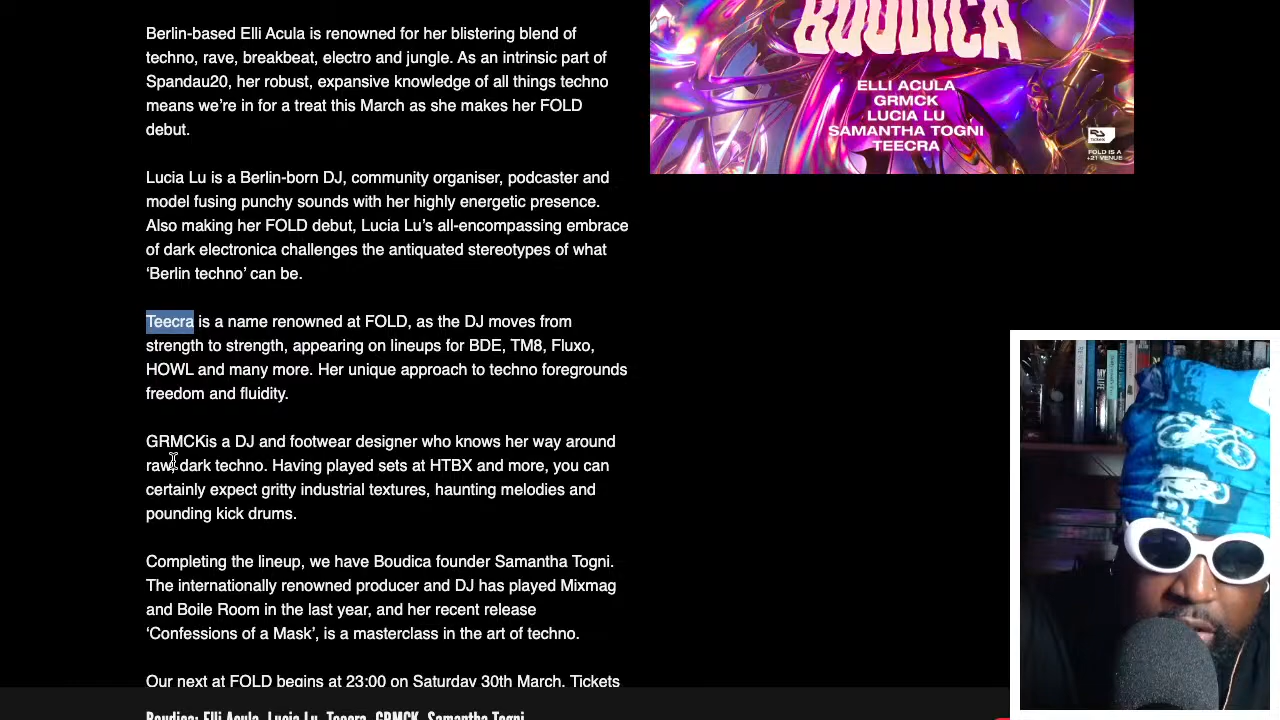 Berlin-based Elli Acula is renowned for her blistering blend of
techno, rave, breakbeat, electro and jungle. As an intrinsic part of
Spandau20, her robust, expansive knowledge of all things techno
means we’re in for a treat this March as she makes her FOLD
debut.
Lucia Lu is a Berlin-born DJ, community organiser, podcaster and
model fusing punchy sounds with her highly energetic presence.
Also making her FOLD debut, Lucia Lu’s all-encompassing embrace
of dark electronica challenges the antiquated stereotypes of what
‘Berlin techno’ can be.
Teecra is a name renowned at FOLD, as the DJ moves from
strength to strength, appearing on lineups for BDE, TM8, Fluxo,
HOWL and many more. Her unique approach to techno foregrounds
freedom and fluidity.
GRMCKis a DJ and footwear designer who knows her way around
raw, dark techno. Having played sets at HTBX and more, you can
certainly expect gritty industrial textures, haunting melodies and
pounding kick drums.
Completing the lineup, we have Boudica founder Samantha Togni.
The internationally renowned producer and DJ has played Mixmag
and Boile Room in the last year, and her recent release
‘Confessions of a Mask’, is a masterclass in the art of techno.
Our next at FOLD begins at 23:00 on Saturday 30th March. Tickets
Boudica: Elli Acula, Lucia Lu, Teecra, GRMCK, Samantha Togni
BOUDICA
ELLI ACULA
GRMCK
LUCIA LU
SAMANTHA TOGNI
TEECRA
RA
FOLD IS A
+21 VENUE
MY LIFE